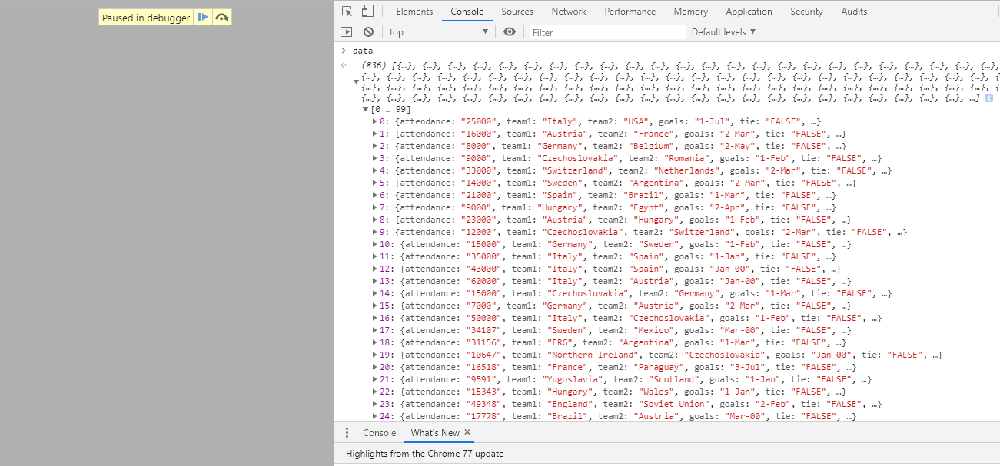 Paused in debugger
Elements Console Sources Network Performance Memory Application Security Audits
top Filter Default levels
data
(836) [{…}, {…}, {…}, {…}, {…}, {…}, {…}, {…}, {…}, {…}, {…}, {…}, {…}, {…}, {…}, {…}, {…}, {…}, {…}, {…}, {…}, {…}, {…}, {…},
{…}, {…}, {…}, {…}, {…}, {…}, {…}, {…}, {…}, {…}, {…}, {…}, {…}, {…}, {…}, {…}, {…}, {…}, {…}, {…}, {…}, {…}, {…}, {…}, {…},
{…}, {…}, {…}, {…}, {…}, {…}, {…}, {…}, {…}, {…}, {…}, {…}, {…}, {…}, {…}, {…}, {…}, {…}, {…}, {…}, {…}, {…}, {…}, {…}, {…},
{…}, {…}, {…}, {…}, {…}, {…}, {…}, {…}, {…}, {…}, {…}, {…}, {…}, {…}, {…}, {…}, {…}, {…}, {…}, {…}, {…}, {…}, {…}, {…}, …]
[0 … 99]
0: {attendance: "25000", team1: "Italy", team2: "USA", goals: "1-Jul", tie: "FALSE", …}
1: {attendance: "16000", team1: "Austria", team2: "France", goals: "2-Mar", tie: "FALSE", …}
2: {attendance: "8000", team1: "Germany", team2: "Belgium", goals: "2-May", tie: "FALSE", …}
3: {attendance: "9000", team1: "Czechoslovakia", team2: "Romania", goals: "1-Feb", tie: "FALSE", …}
4: {attendance: "33000", team1: "Switzerland", team2: "Netherlands", goals: "2-Mar", tie: "FALSE", …}
5: {attendance: "14000", team1: "Sweden", team2: "Argentina", goals: "2-Mar", tie: "FALSE", …}
6: {attendance: "21000", team1: "Spain", team2: "Brazil", goals: "1-Mar", tie: "FALSE", …}
7: {attendance: "9000", team1: "Hungary", team2: "Egypt", goals: "2-Apr", tie: "FALSE", …}
8: {attendance: "23000", team1: "Austria", team2: "Hungary", goals: "1-Feb", tie: "FALSE", …}
9: {attendance: "12000", team1: "Czechoslovakia", team2: "Switzerland", goals: "2-Mar", tie: "FALSE", …}
10: {attendance: "15000", team1: "Germany", team2: "Sweden", goals: "1-Feb", tie: "FALSE", …}
11: {attendance: "35000", team1: "Italy", team2: "Spain", goals: "1-Jan", tie: "FALSE", …}
12: {attendance: "43000", team1: "Italy", team2: "Spain", goals: "Jan-00", tie: "FALSE", …}
13: {attendance: "60000", team1: "Italy", team2: "Austria", goals: "Jan-00", tie: "FALSE", …}
14: {attendance: "15000", team1: "Czechoslovakia", team2: "Germany", goals: "1-Mar", tie: "FALSE", …}
15: {attendance: "7000", team1: "Germany", team2: "Austria", goals: "2-Mar", tie: "FALSE", …}
16: {attendance: "50000", team1: "Italy", team2: "Czechoslovakia", goals: "1-Feb", tie: "FALSE", …}
17: {attendance: "34107", team1: "Sweden", team2: "Mexico", goals: "Mar-00", tie: "FALSE", …}
18: {attendance: "31156", team1: "FRG", team2: "Argentina", goals: "1-Mar", tie: "FALSE", …}
19: {attendance: "10647", team1: "Northern Ireland", team2: "Czechoslovakia", goals: "Jan-00", tie: "FALSE", …}
20: {attendance: "16518", team1: "France", team2: "Paraguay", goals: "3-Jul", tie: "FALSE", …}
21: {attendance: "9591", team1: "Yugoslavia", team2: "Scotland", goals: "1-Jan", tie: "FALSE", …}
22: {attendance: "15343", team1: "Hungary", team2: "Wales", goals: "1-Jan", tie: "FALSE", …}
23: {attendance: "49348", team1: "England", team2: "Soviet Union", goals: "2-Feb", tie: "FALSE", …}
24: {attendance: "17778", team1: "Brazil", team2: "Austria", goals: "Mar-00", tie: "FALSE", …}
Console What's New
Highlights from the Chrome 77 update